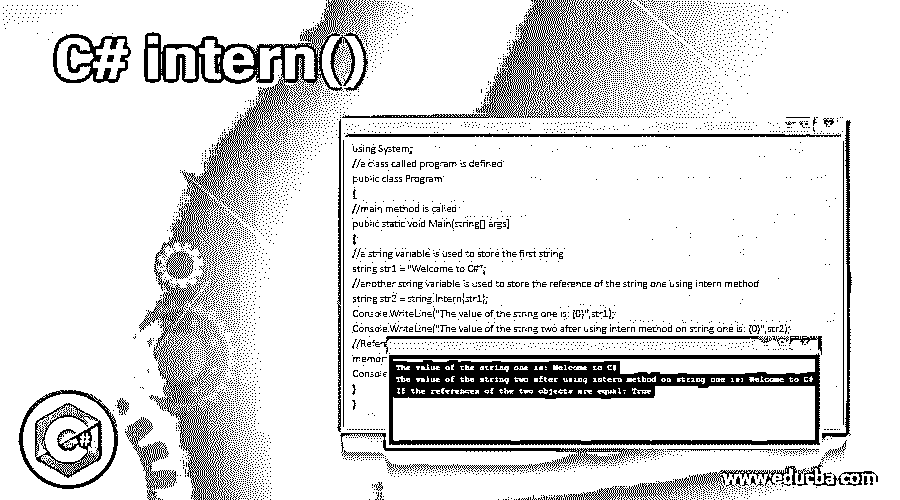 C# intern()
using System;
//a class called program is defined
public class Program
{
//main method is called
public static void Main(string[] args)
{
//a string variable is used to store the first string
string str1 = "Welcome to C#";
//another string variable is used to store the reference of the string one using intern method
string str2 = string.Intern(str1);
Console.WriteLine("The value of the string one is: {0}",str1);
Console.WriteLine("The value of the string two after using intern method on string one is: {0}",str2);
//Refer
memor
Console
}
}
The value of the string one is: Welcome to C#
The value of the string two after using intern method on string one is: Welcome to C#
If the references of the two objects are equal: True
C#
www.educba.com